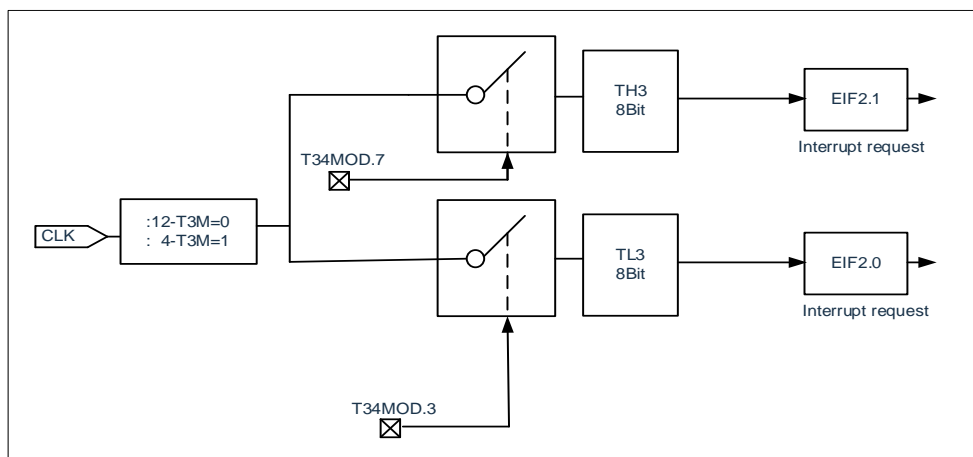 TH3
8Bit
EIF2.1
Interrupt request
T34MOD.7
CLK
:12-T3M=0
: 4-T3M=1
TL3
8Bit
EIF2.0
Interrupt request
T34MOD.3